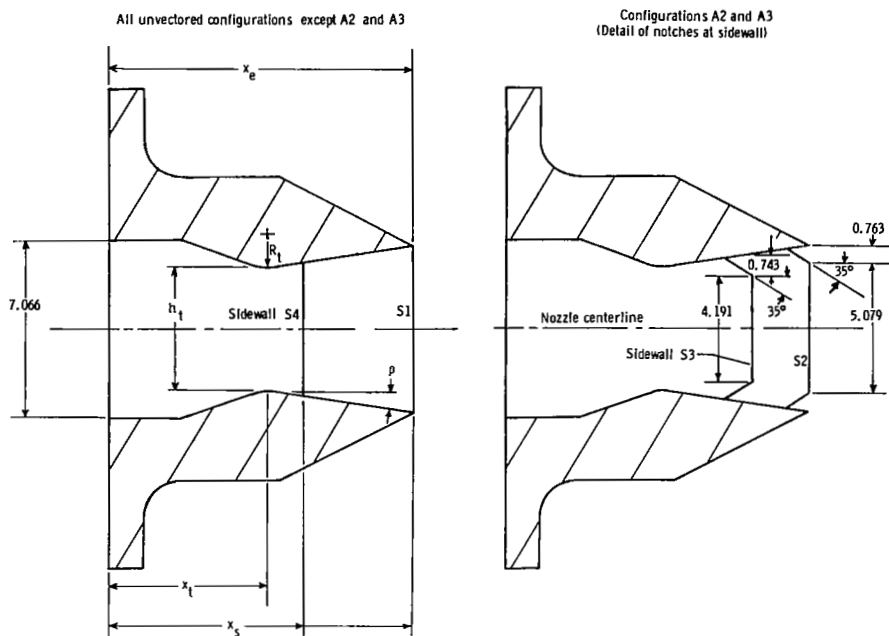 All unvectored configurations except A2 and A3
x_e
R_t
7.066
h_t
Sidewall S4
S1
ρ
x_t
x_s
Configurations A2 and A3
(Detail of notches at sidewall)
0.763
0.743
35°
4.191
35°
5.079
Nozzle centerline
Sidewall S3
S2